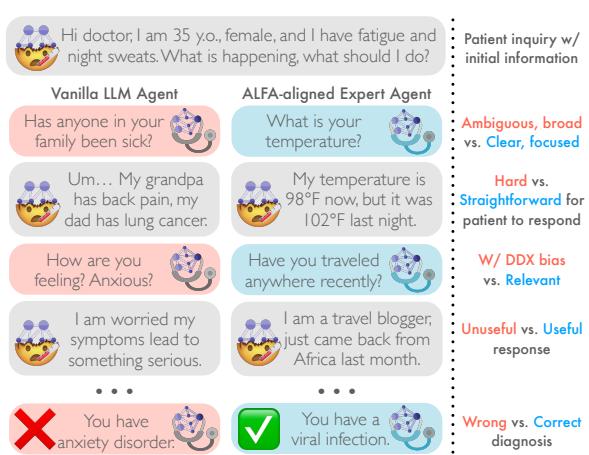 Hi doctor, I am 35 y.o., female, and I have fatigue and
night sweats. What is happening, what should I do?
Patient inquiry w/
initial information
Vanilla LLM Agent
ALFA-aligned Expert Agent
Has anyone in your
family been sick?
What is your
temperature?
Ambiguous, broad
vs. Clear, focused
Um... My grpandpa
has back pain, my
dad has lung cancer.
My temperature is
98°F now, but it was
102°F last night.
Hard vs.
Straightforward for
patient to respond
How are you
feeling? Anxious?
Have you traveled
anywhere recently?
W/ DDX bias
vs. Relevant
I am worried my
symptoms lead to
something serious.
I am a travel blogger,
just came back from
Africa last month.
Unuseful vs. Useful
response
• • •
• • •
You have
anxiety disorder.
You have a
viral infection.
Wrong vs. Correct
diagnosis